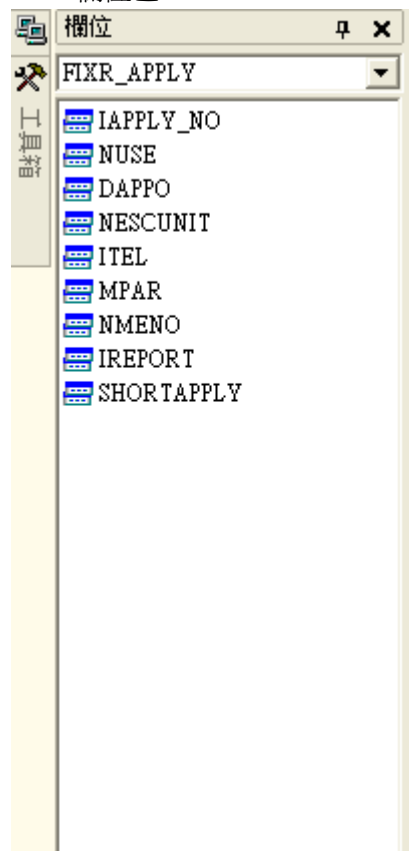 欄位
FIXR_APPLY
IAPPLY_NO
NUSE
DAPPO
NESCUNIT
ITEL
MPAR
NMENO
IREPORT
SHORTAPPLY
工具箱